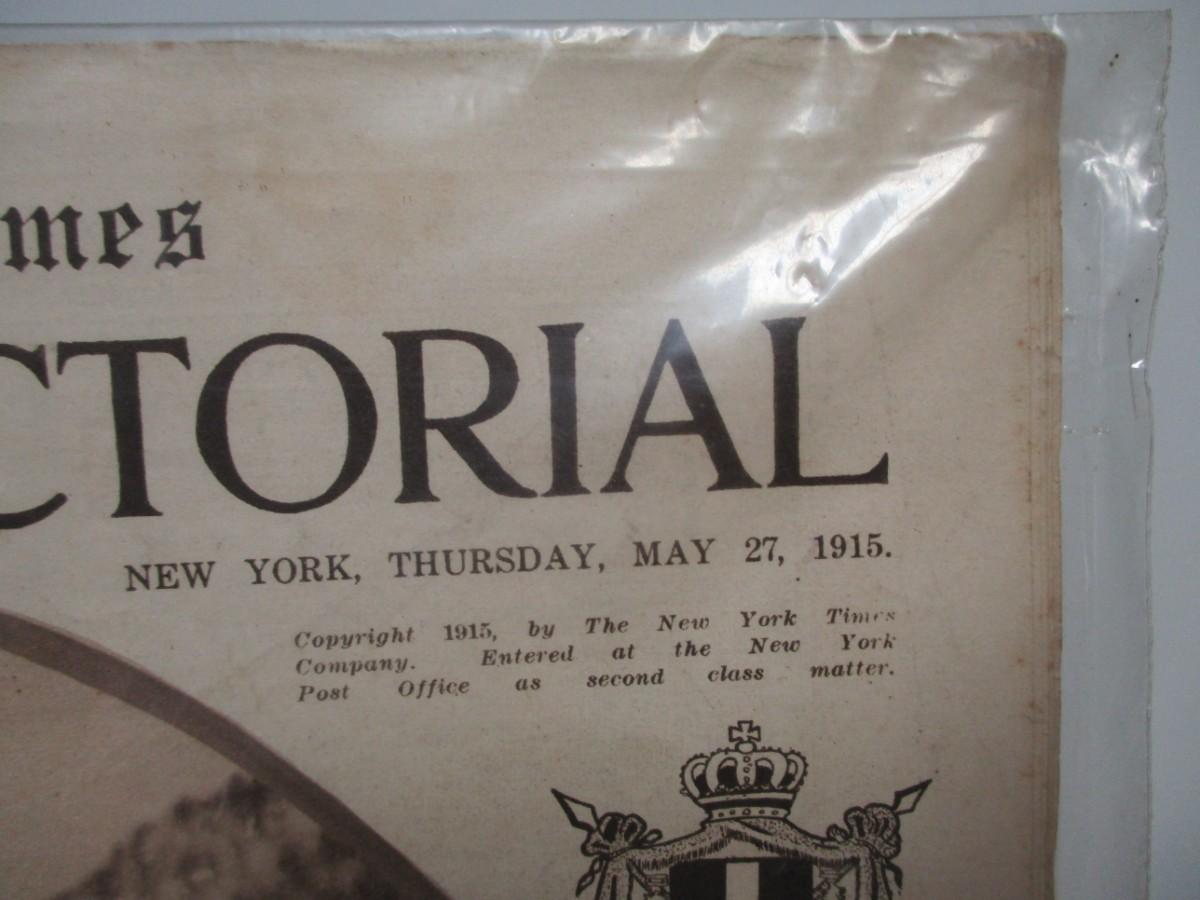 mes
CTORIAL
NEW YORK, THURSDAY, MAY 27, 1915.
Copyright 1915, by The New York Times
Company. Entered at the New York
Post Office as second class matter.